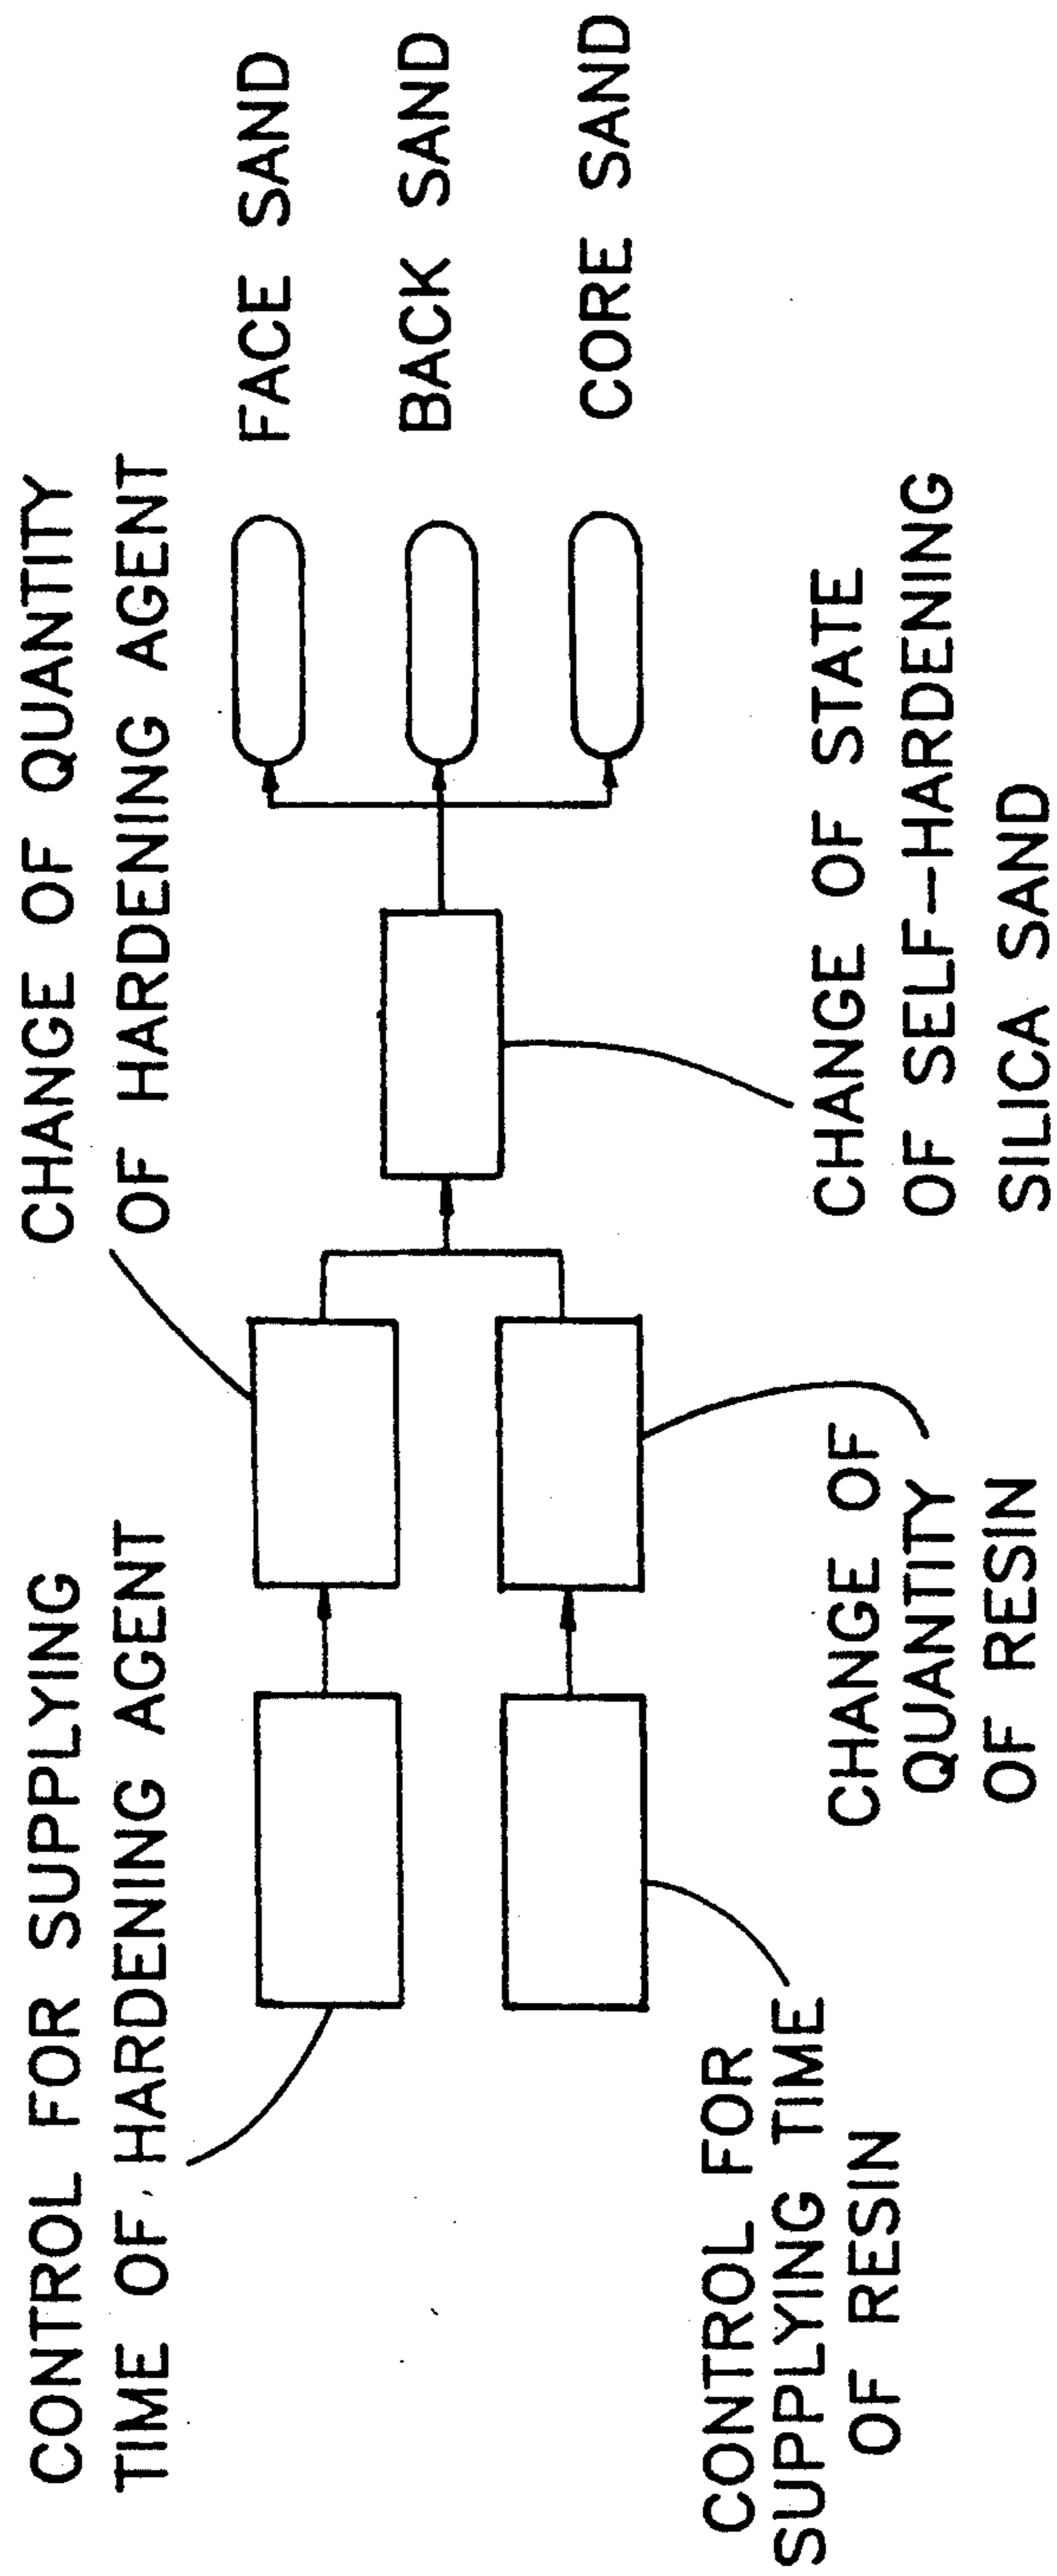 CONTROL FOR SUPPLYING
TIME OF HARDENING AGENT
CHANGE OF QUANTITY
OF HARDENING AGENT
FACE SAND
BACK SAND
CORE SAND
CONTROL FOR
SUPPLYING TIME
OF RESIN
CHANGE OF
QUANTITY
OF RESIN
CHANGE OF STATE
OF SELF-HARDENING
SILICA SAND